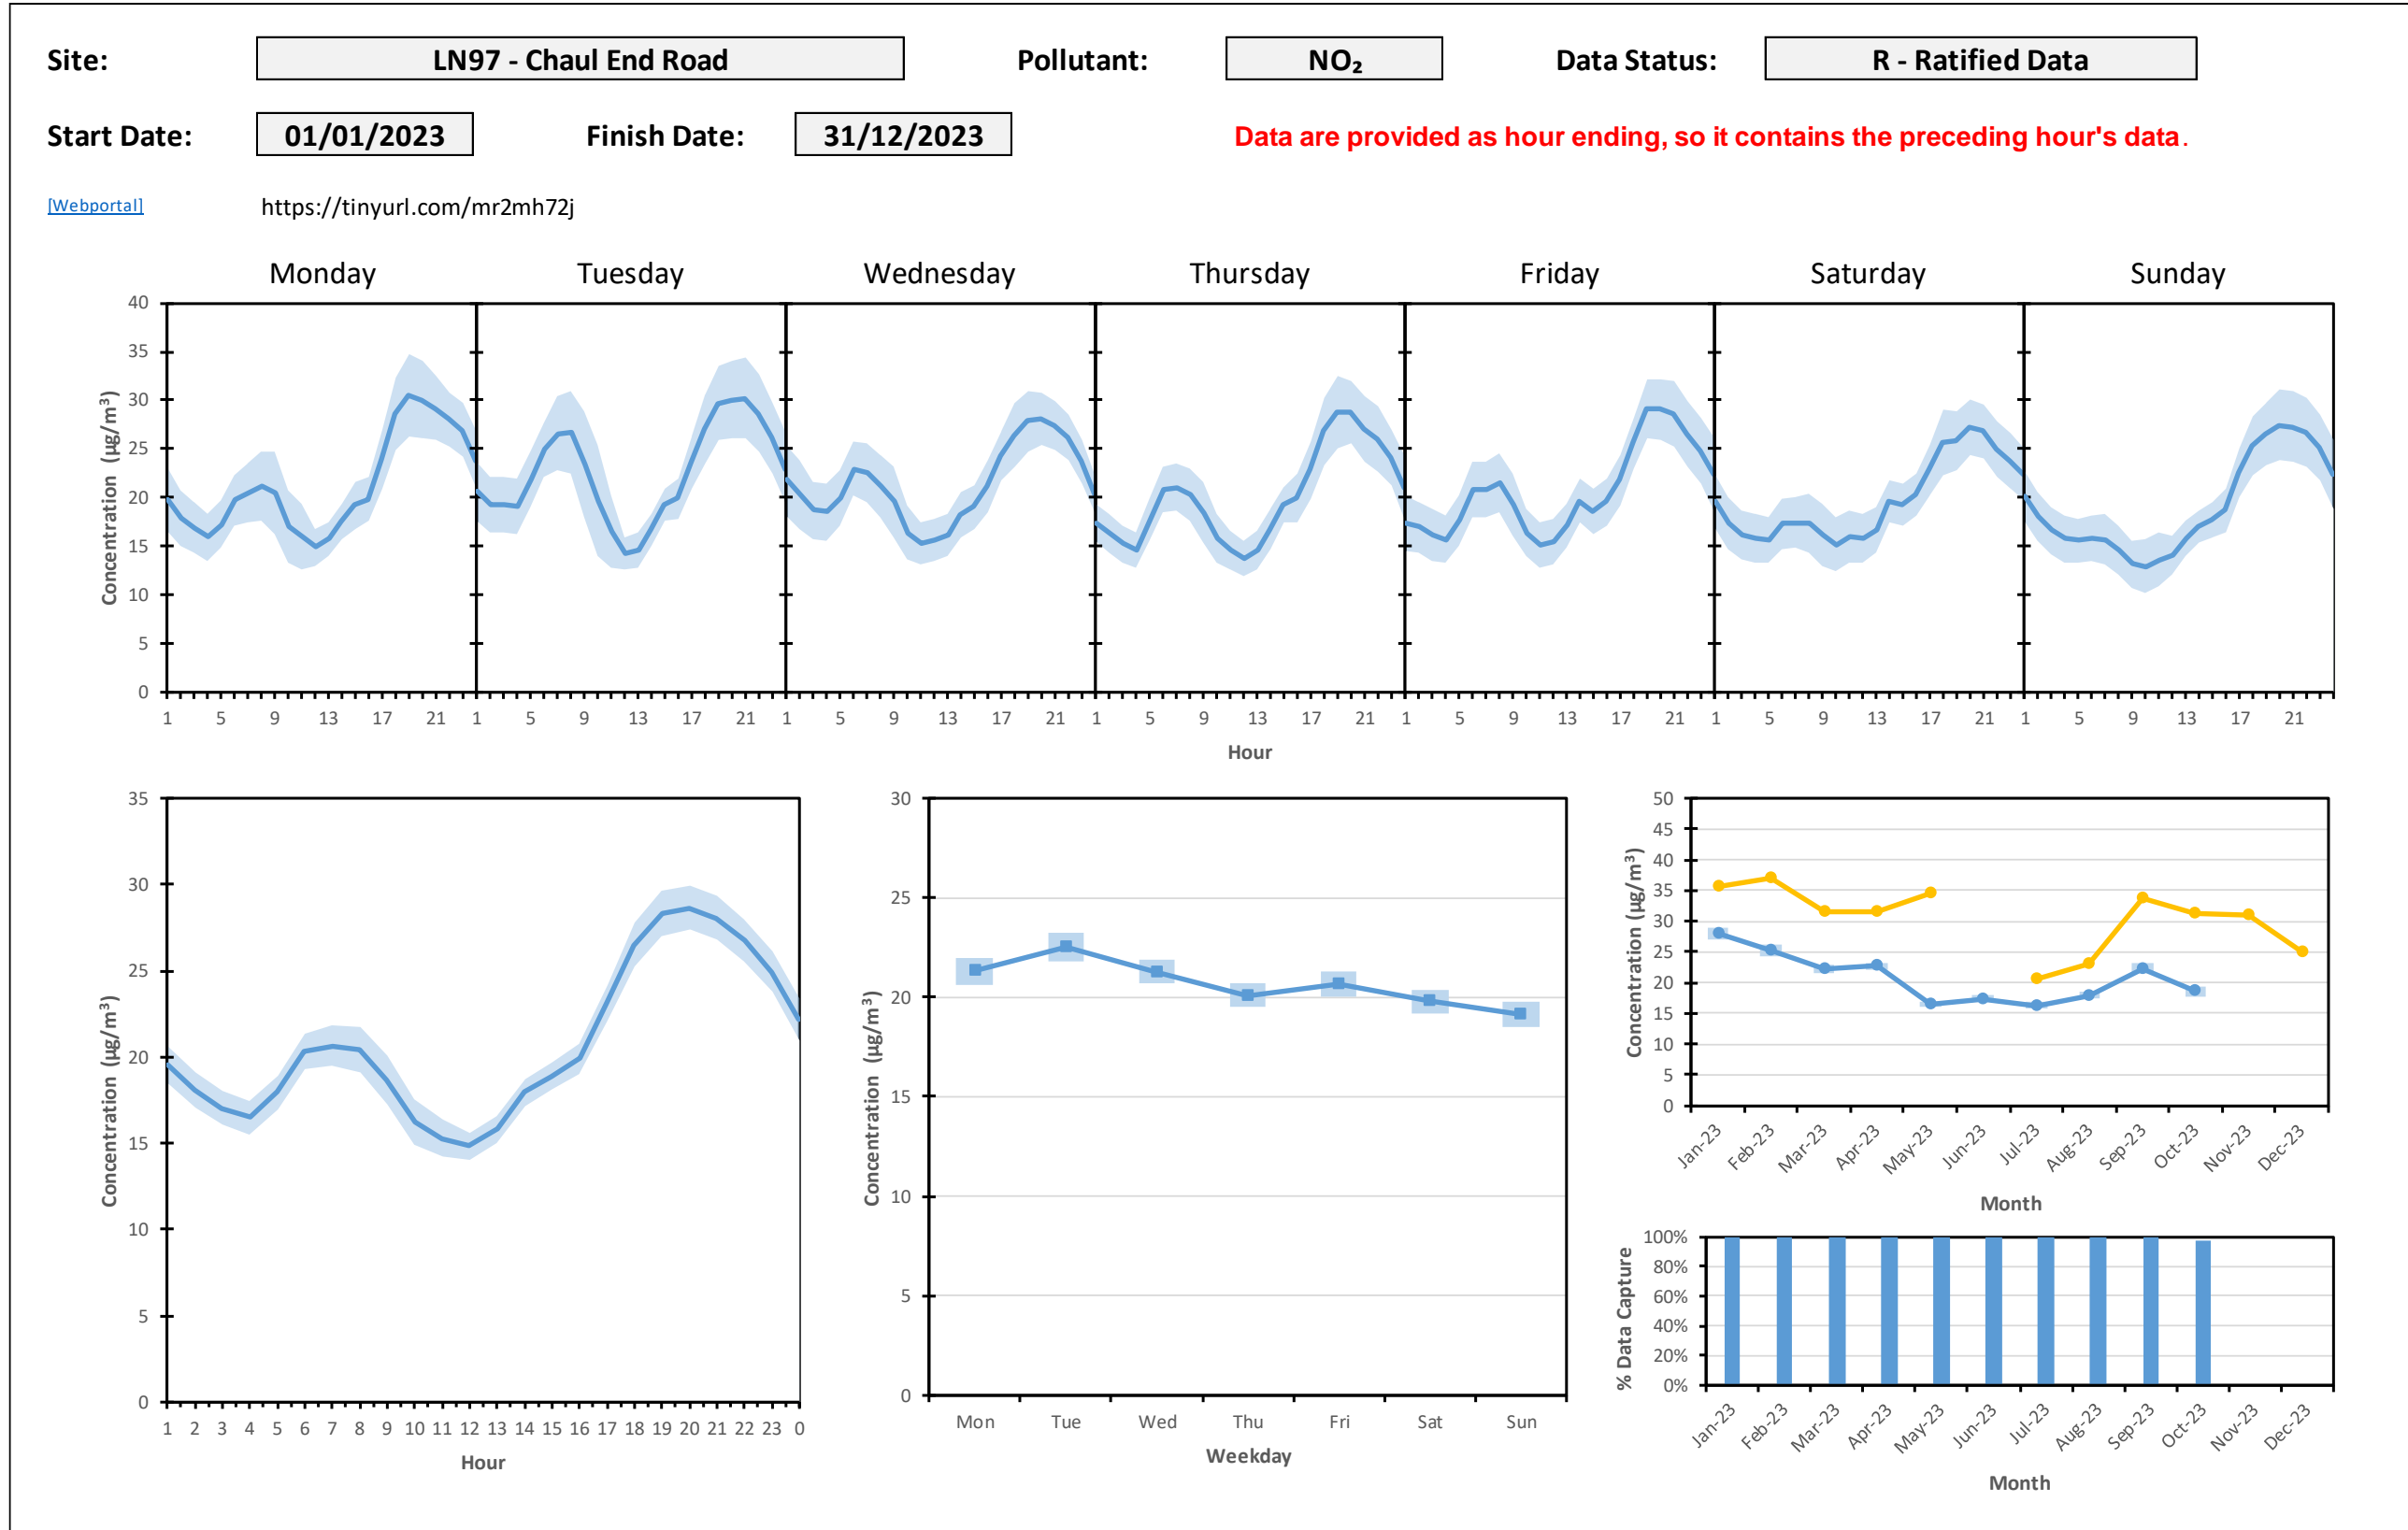 Site: LN97 - Chaul End Road Pollutant: NO₂ Data Status: R - Ratified Data
Start Date: 01/01/2023 Finish Date: 31/12/2023 Data are provided as hour ending, so it contains the preceding hour's data.
[Webportal] https://tinyurl.com/mr2mh72j
Monday Tuesday Wednesday Thursday Friday Saturday Sunday
Concentration (µg/m³)
40
35
30
25
20
15
10
5
0
1 5 9 13 17 21 1 5 9 13 17 21 1 5 9 13 17 21 1 5 9 13 17 21 1 5 9 13 17 21 1 5 9 13 17 21 1 5 9 13 17 21
Hour
Concentration (µg/m³)
35
30
25
20
15
10
5
0
1 2 3 4 5 6 7 8 9 10 11 12 13 14 15 16 17 18 19 20 21 22 23 0
Hour
Concentration (µg/m³)
30
25
20
15
10
5
0
Mon Tue Wed Thu Fri Sat Sun
Weekday
Concentration (µg/m³)
50
45
40
35
30
25
20
15
10
5
0
Jan-23 Feb-23 Mar-23 Apr-23 May-23 Jun-23 Jul-23 Aug-23 Sep-23 Oct-23 Nov-23 Dec-23
Month
% Data Capture
100%
80%
60%
40%
20%
0%
Jan-23 Feb-23 Mar-23 Apr-23 May-23 Jun-23 Jul-23 Aug-23 Sep-23 Oct-23 Nov-23 Dec-23
Month